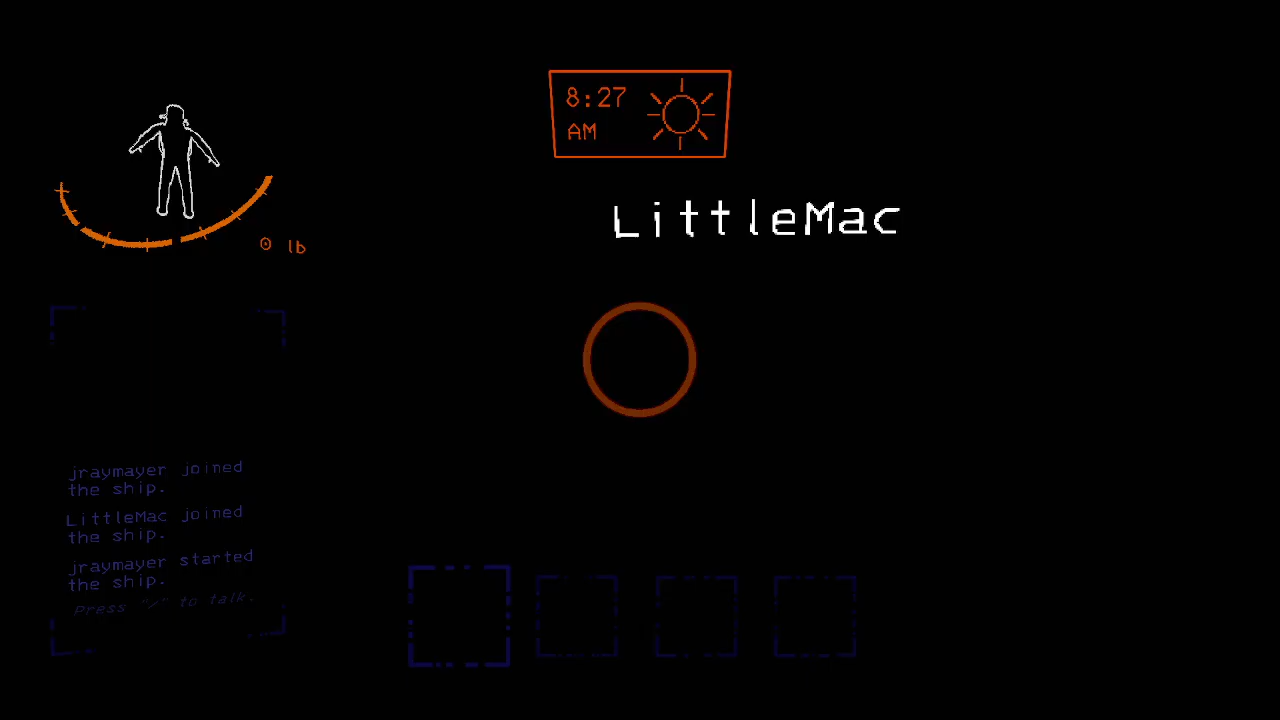 8:27
AM
LittleMac
0 lb
jraymayer joined
the ship.
LittleMac joined
the ship.
jraymayer started
the ship.
Press "/" to talk.